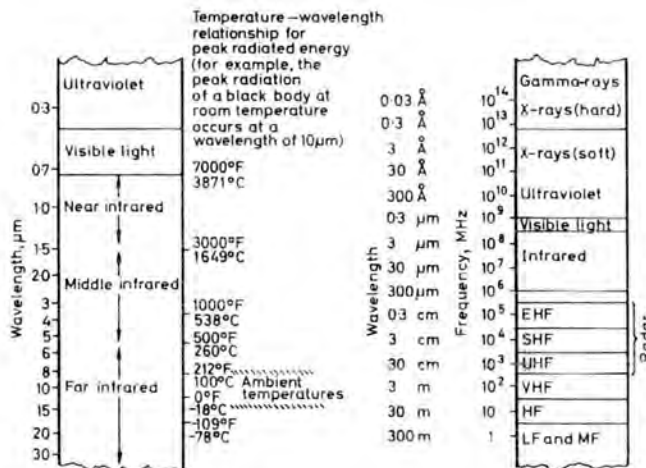 Temperature – wavelength
relationship for
peak radiated energy
(for example, the
peak radiation
of a black body at
room temperature
occurs at a
wavelength of 10μm)
Wavelength, μm
0·3
0·7
1·0
1·5
2·0
3
4
5
6
8
10
15
20
30
Ultraviolet
Visible light
Near infrared
Middle infrared
Far infrared
7000°F
3871°C
3000°F
1649°C
1000°F
538°C
500°F
260°C
212°F
100°C
0°F
-18°C
-109°F
-78°C
Ambient
temperatures
Wavelength
0·03 Å
0·3 Å
3 Å
30 Å
300 Å
0·3 μm
3 μm
30 μm
300 μm
0·3 cm
3 cm
30 cm
3 m
30 m
300 m
Frequency, MHz
10¹⁴
10¹³
10¹²
10¹¹
10¹⁰
10⁹
10⁸
10⁷
10⁶
10⁵
10⁴
10³
10²
10
1
Gamma-rays
X-rays (hard)
X-rays (soft)
Ultraviolet
Visible light
Infrared
EHF
SHF
UHF
VHF
HF
LF and MF
Radar